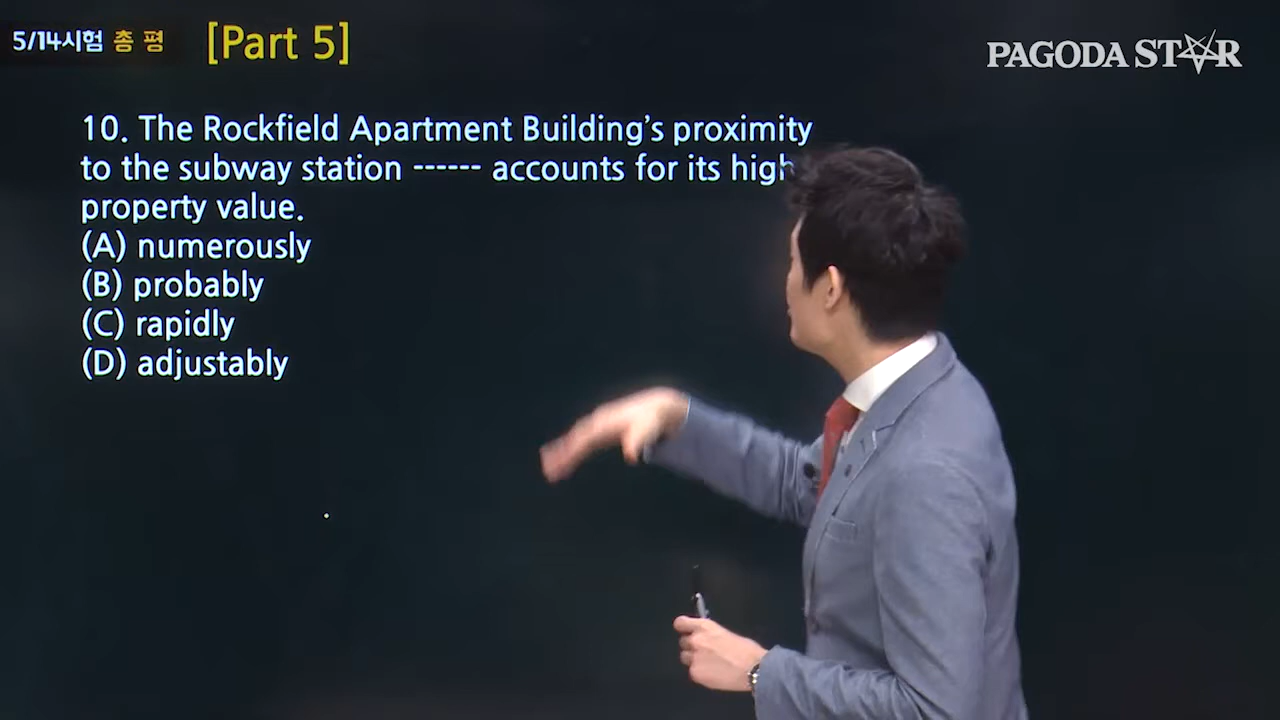 5/14시험 총 평
[Part 5]
PAGODA STAR
10. The Rockfield Apartment Building's proximity
to the subway station ------ accounts for its high
property value.
(A) numerously
(B) probably
(C) rapidly
(D) adjustably